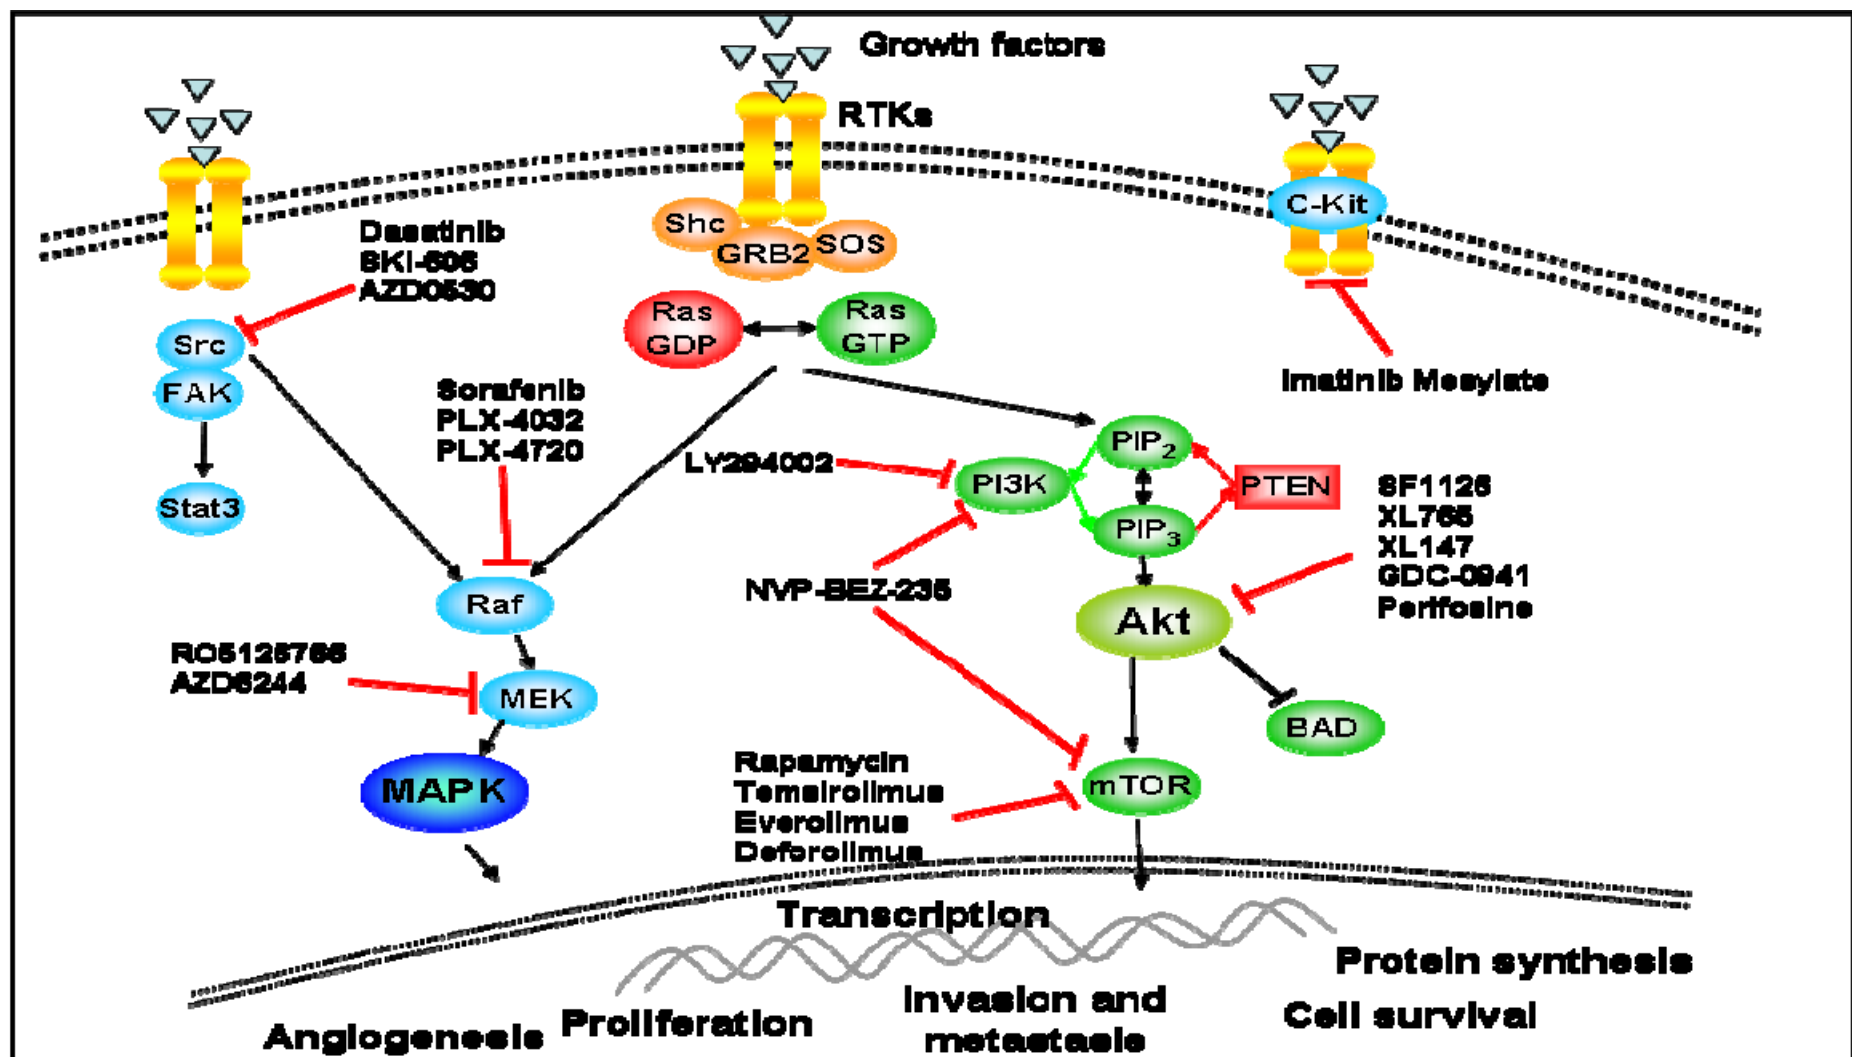 Growth factors
RTKs
C-Kit
Shc
GRB2
SOS
Dasatinib
SKI-606
AZD0530
Ras
GDP
Ras
GTP
Src
FAK
Stat3
Imatinib Mesylate
Sorafenib
PLX-4032
PLX-4720
LY294002
PI3K
PIP2
PIP3
PTEN
SF1126
XL765
XL147
GDC-0941
Perifosine
NVP-BEZ-235
Raf
Akt
RO5126766
AZD6244
MEK
BAD
MAPK
Rapamycin
Temsirolimus
Everolimus
Deforolimus
mTOR
Transcription
Protein synthesis
Cell survival
Invasion and
metastasis
Proliferation
Angiogenesis